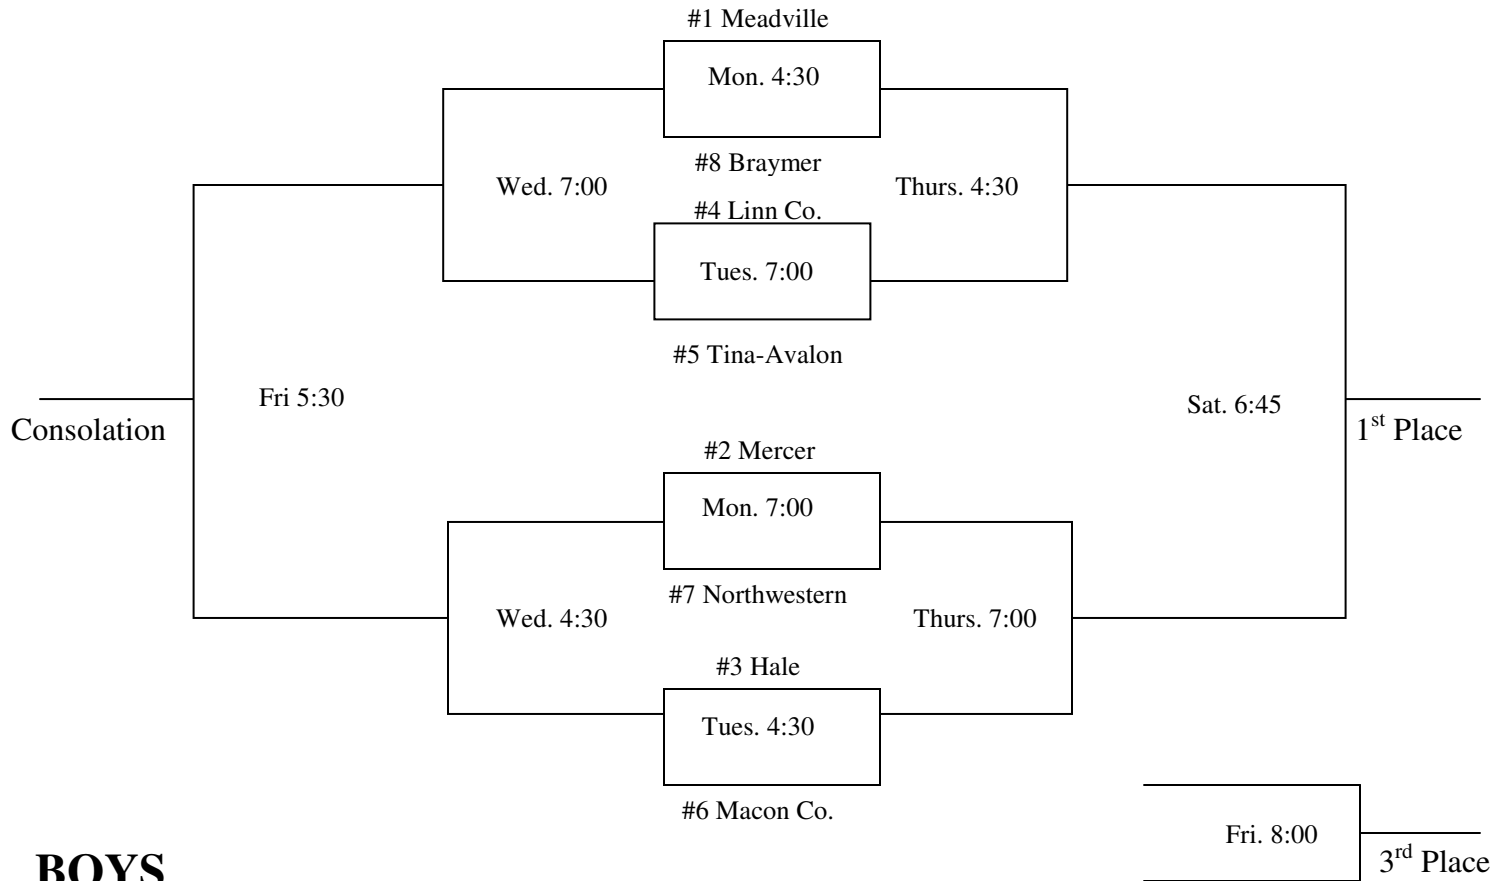 #1 Meadville
Mon. 4:30
#8 Braymer
Wed. 7:00
Thurs. 4:30
#4 Linn Co.
Tues. 7:00
#5 Tina-Avalon
Fri 5:30
Sat. 6:45
Consolation
1st Place
#2 Mercer
Mon. 7:00
#7 Northwestern
Wed. 4:30
Thurs. 7:00
#3 Hale
Tues. 4:30
#6 Macon Co.
Fri. 8:00
3rd Place
BOYS